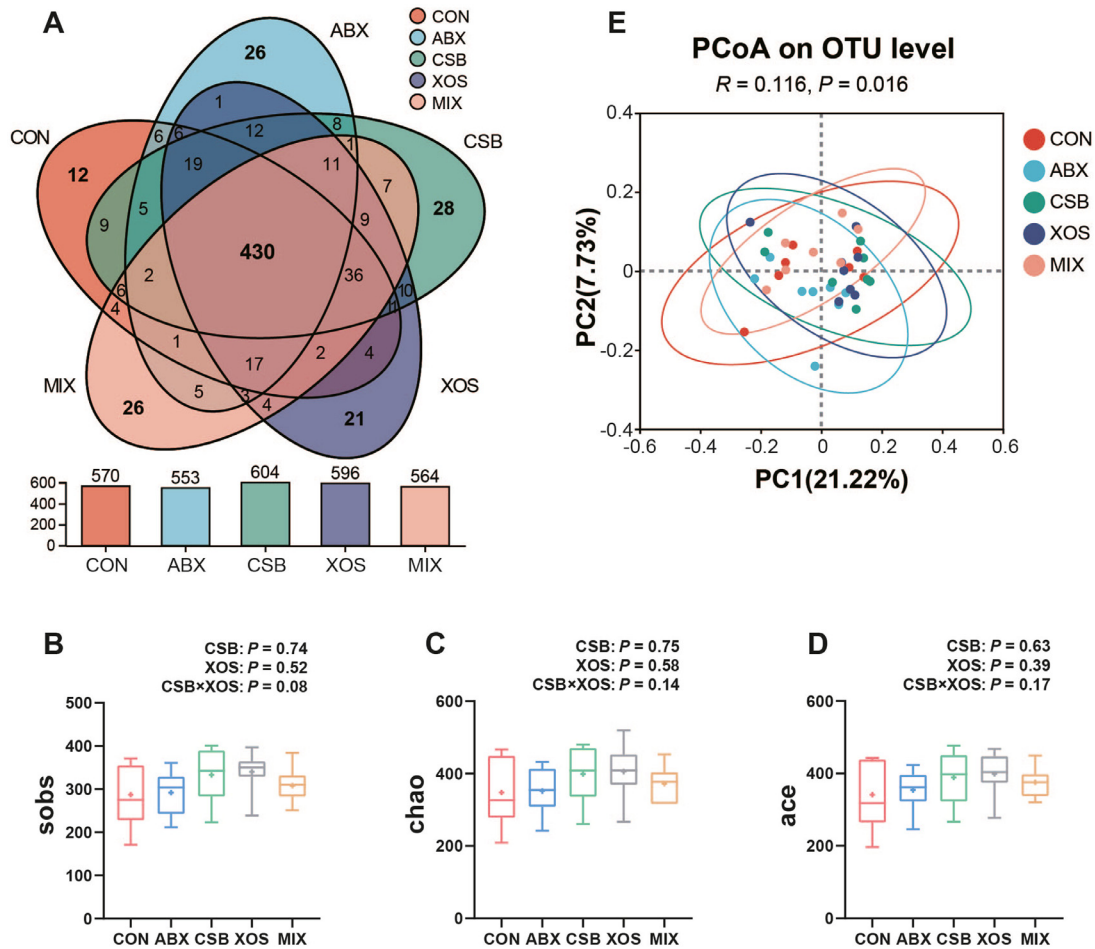 A
CON
ABX
CSB
XOS
MIX
ABX
CON
CSB
MIX
XOS
26
1
8
6
6
12
1
12
19
11
7
5
9
28
9
430
2
36
10
6
11
4
1
17
2
4
5
3
4
26
21
570
553
604
596
564
600
400
200
0
CON
ABX
CSB
XOS
MIX
E
PCoA on OTU level
R = 0.116, P = 0.016
PC2(7.73%)
0.4
0.2
0
-0.2
-0.4
-0.6
-0.4
-0.2
0
0.2
0.4
0.6
PC1(21.22%)
CON
ABX
CSB
XOS
MIX
B
CSB: P = 0.74
XOS: P = 0.52
CSB×XOS: P = 0.08
sobs
500
400
300
200
100
0
CON
ABX
CSB
XOS
MIX
C
CSB: P = 0.75
XOS: P = 0.58
CSB×XOS: P = 0.14
chao
600
400
200
0
CON
ABX
CSB
XOS
MIX
D
CSB: P = 0.63
XOS: P = 0.39
CSB×XOS: P = 0.17
ace
600
400
200
0
CON
ABX
CSB
XOS
MIX